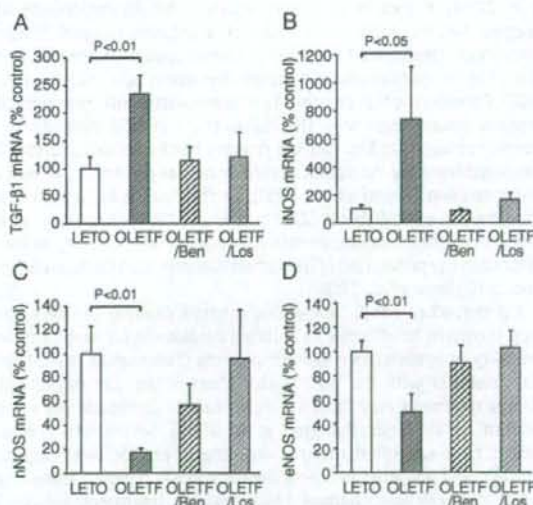 A
P<0.01
TGF-β1 mRNA (% control)
300
250
200
150
100
50
0
LETO OLETF OLETF OLETF
/Ben /Los
B
P<0.05
iNOS mRNA (% control)
1200
1000
800
600
400
200
0
LETO OLETF OLETF OLETF
/Ben /Los
C
P<0.01
nNOS mRNA (% control)
140
120
100
80
60
40
20
0
LETO OLETF OLETF OLETF
/Ben /Los
D
P<0.01
eNOS mRNA (% control)
140
120
100
80
60
40
20
0
LETO OLETF OLETF OLETF
/Ben /Los